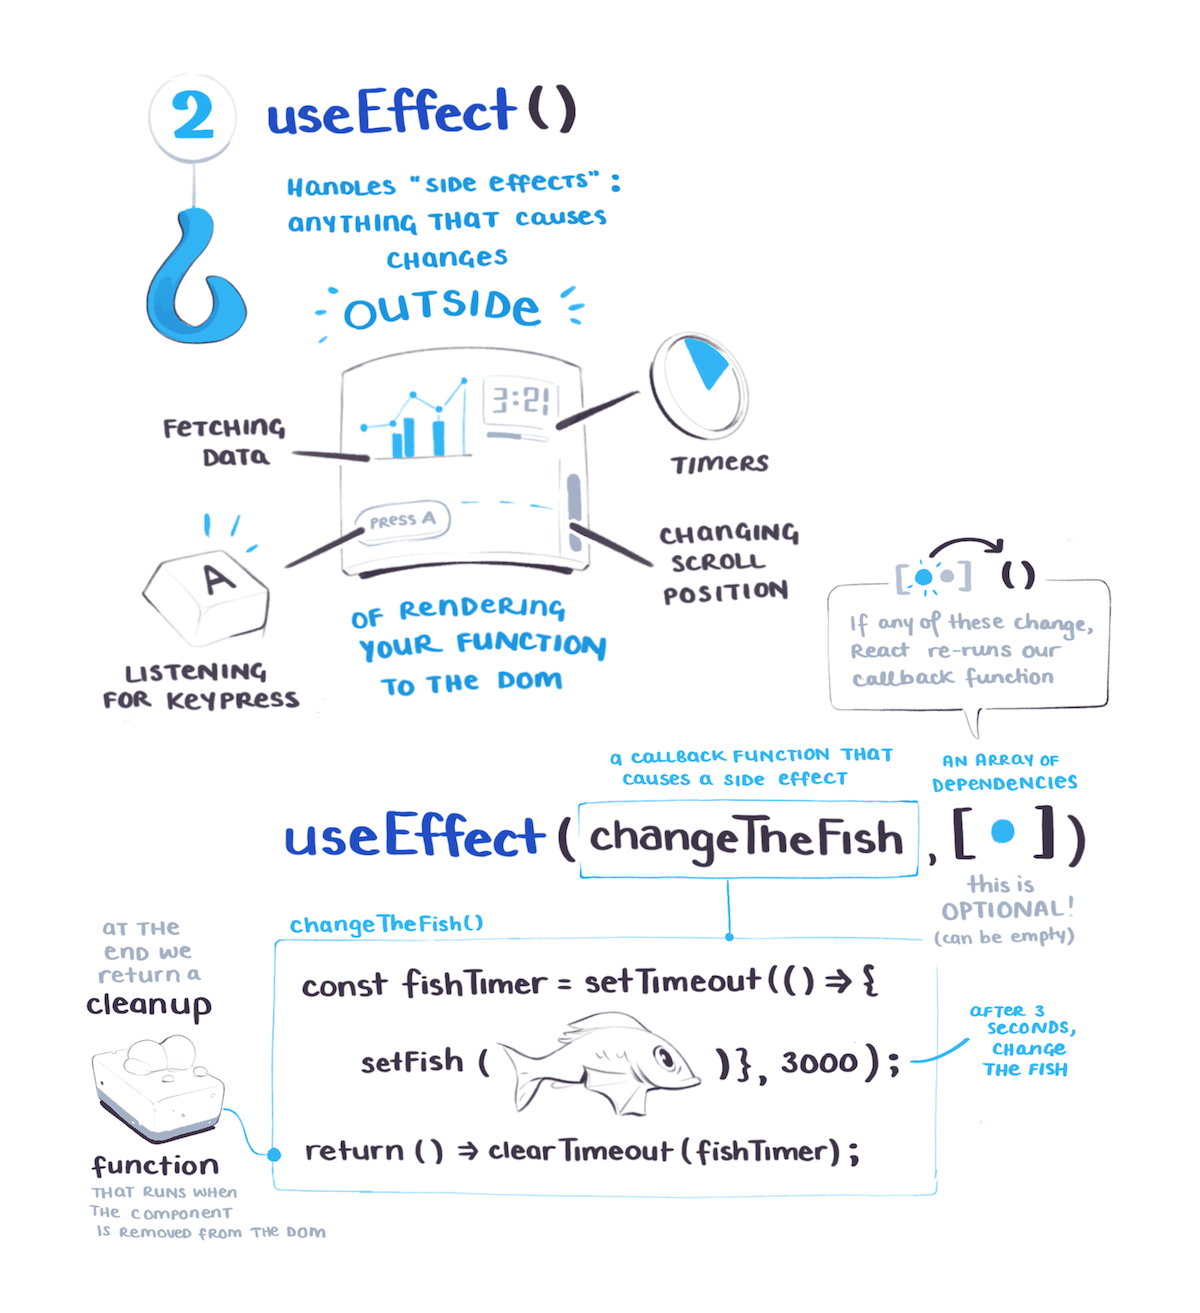 2
useEffect()
HANDLES "SIDE EFFECTS":
ANYTHING THAT CAUSES
CHANGES
OUTSIDE
3:21
FETCHING
DATA
TIMERS
PRESS A
A
CHANGING
SCROLL
POSITION
LISTENING
FOR KEYPRESS
OF RENDERING
YOUR FUNCTION
TO THE DOM
[ ] ()
If any of these change,
React re-runs our
callback function
A CALLBACK FUNCTION THAT
CAUSES A SIDE EFFECT
AN ARRAY OF
DEPENDENCIES
useEffect(changeTheFish, [ ])
this is
OPTIONAL!
(can be empty)
changeTheFish()
AT THE
END WE
return a
cleanup
function
THAT RUNS WHEN
THE COMPONENT
IS REMOVED FROM THE DOM
const fishTimer = setTimeout(() => {
setFish ( )}, 3000);
return () => clearTimeout(fishTimer);
AFTER 3
SECONDS,
CHANGE
THE FISH